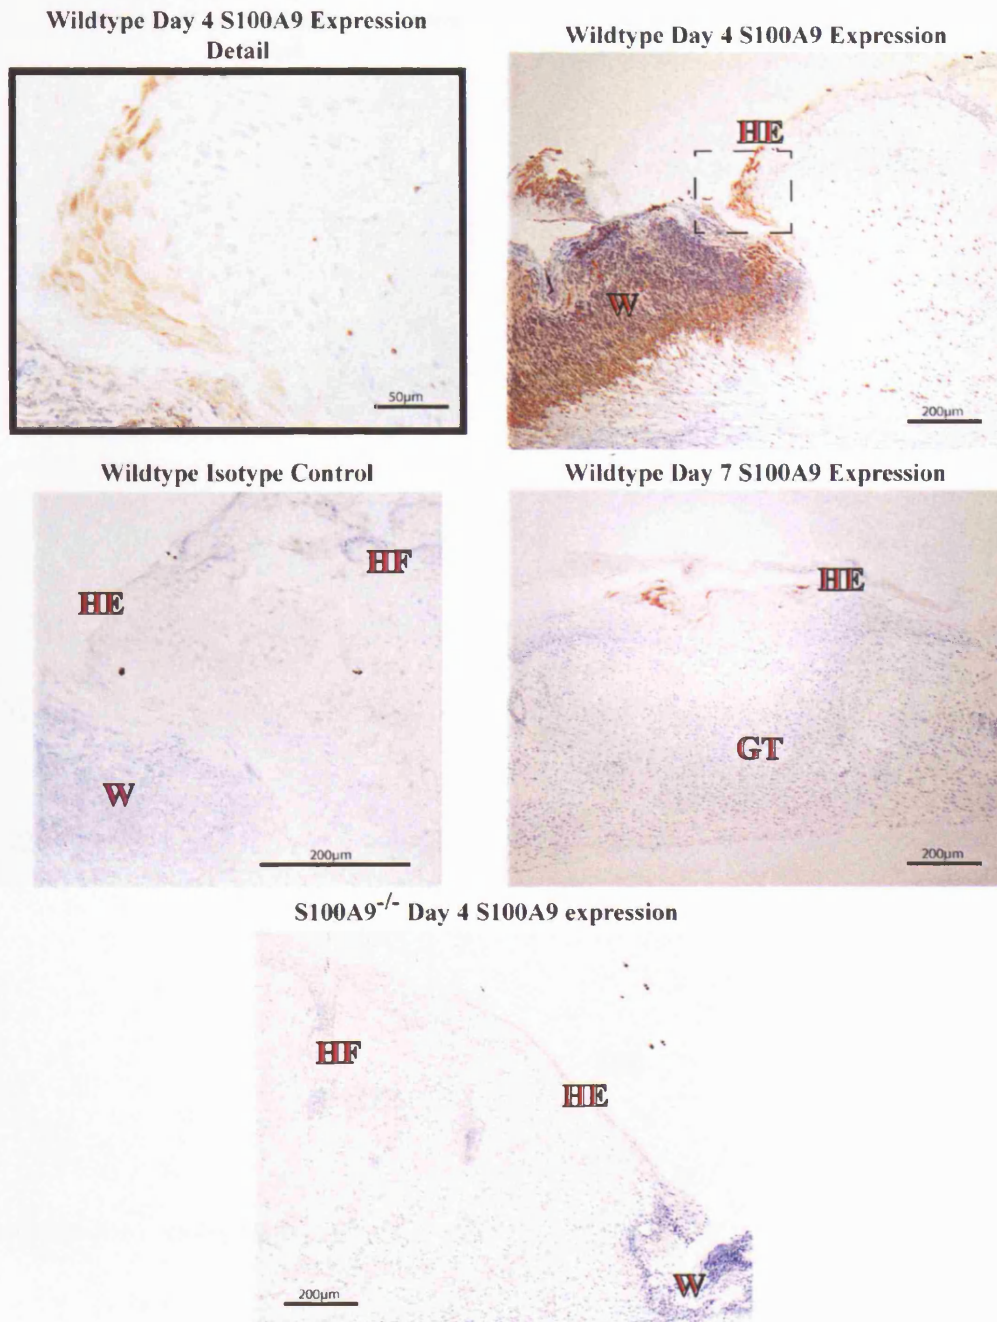 Wildtype Day 4 S100A9 Expression
Detail
50µm
Wildtype Day 4 S100A9 Expression
HE
W
200µm
Wildtype Isotype Control
HF
HE
W
200µm
Wildtype Day 7 S100A9 Expression
HE
GT
200µm
S100A9-/- Day 4 S100A9 expression
HF
HE
W
200µm